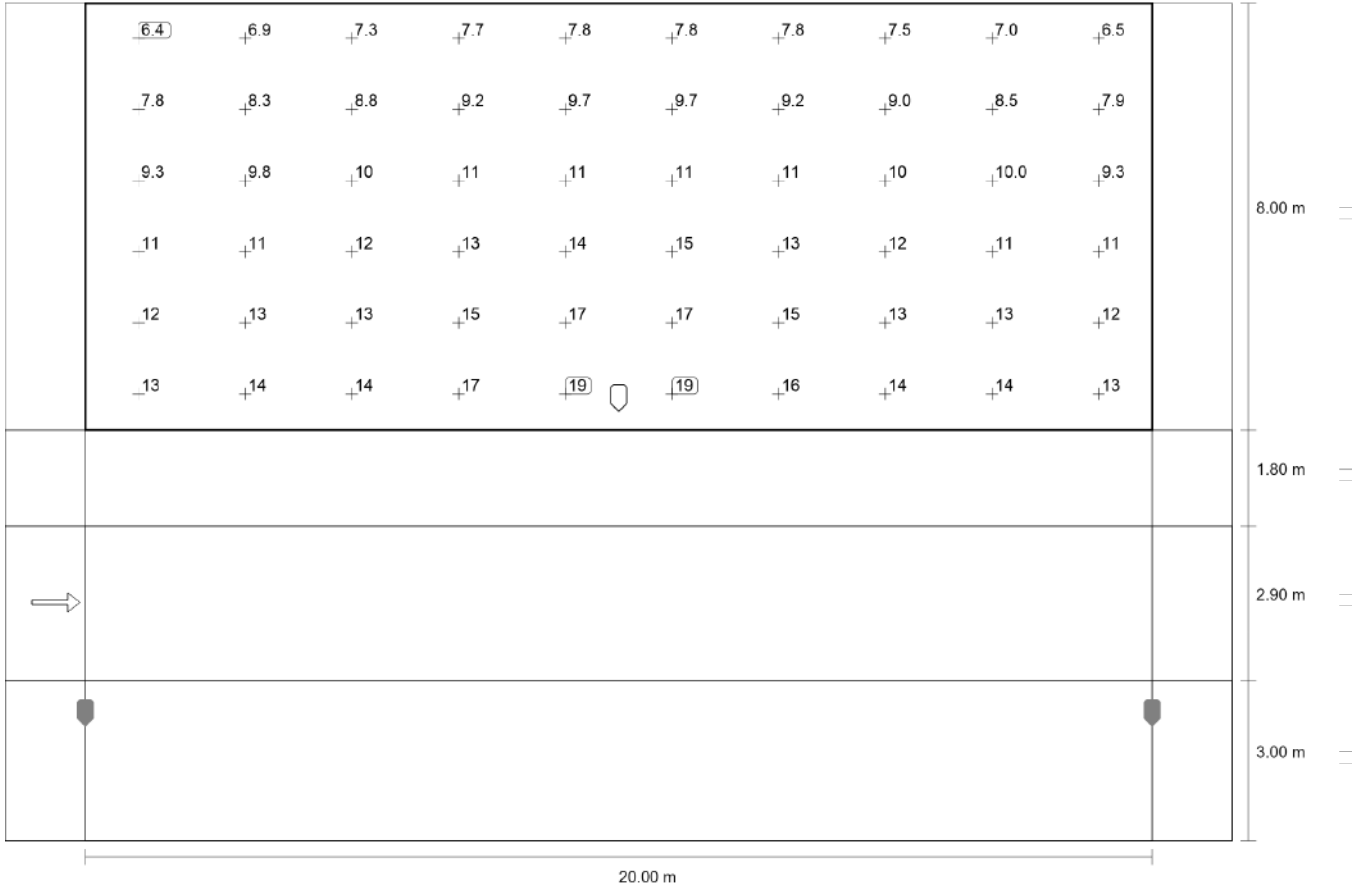 6.4 6.9 7.3 7.7 7.8 7.8 7.8 7.5 7.0 6.5
7.8 8.3 8.8 9.2 9.7 9.7 9.2 9.0 8.5 7.9
9.3 9.8 10 11 11 11 11 10 10.0 9.3
8.00 m
11 11 12 13 14 15 13 12 11 11
12 13 13 15 17 17 15 13 13 12
13 14 14 17 19 19 16 14 14 13
1.80 m
2.90 m
3.00 m
20.00 m